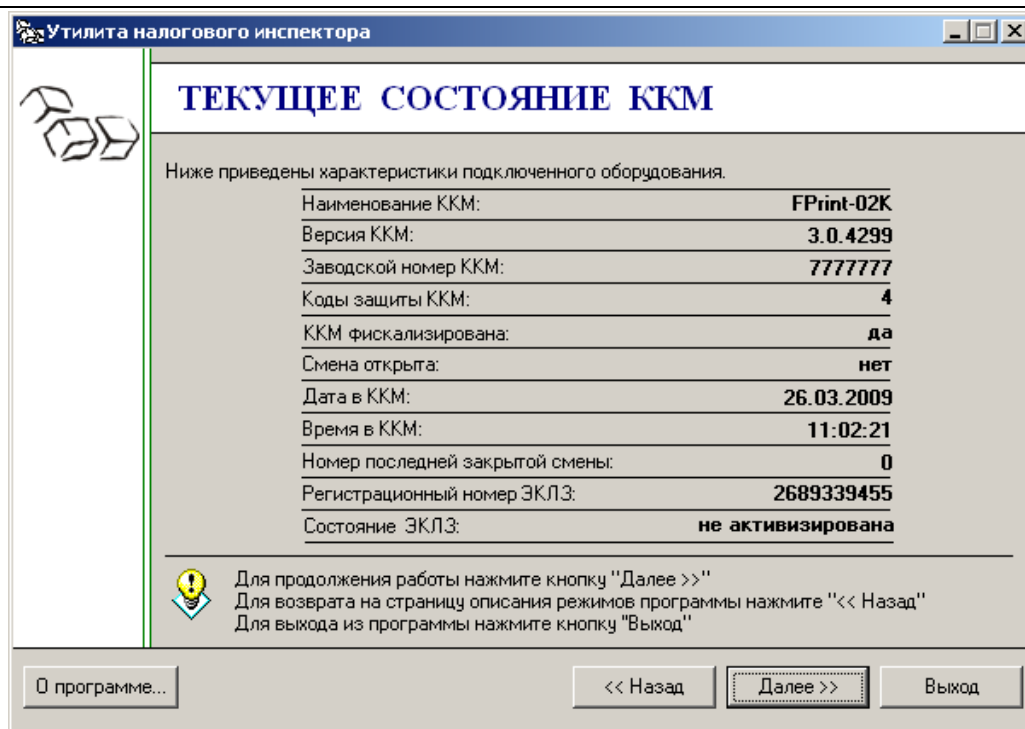 Утилита налогового инспектора
ТЕКУЩЕЕ СОСТОЯНИЕ ККМ
Ниже приведены характеристики подключенного оборудования.
Наименование ККМ: FPrint-02K
Версия ККМ: 3.0.4299
Заводской номер ККМ: 7777777
Коды защиты ККМ: 4
ККМ фискализирована: да
Смена открыта: нет
Дата в ККМ: 26.03.2009
Время в ККМ: 11:02:21
Номер последней закрытой смены: 0
Регистрационный номер ЭКЛЗ: 2689339455
Состояние ЭКЛЗ: не активизирована
Для продолжения работы нажмите кнопку "Далее >>"
Для возврата на страницу описания режимов программы нажмите "<< Назад"
Для выхода из программы нажмите кнопку "Выход"
О программе... << Назад Далее >> Выход